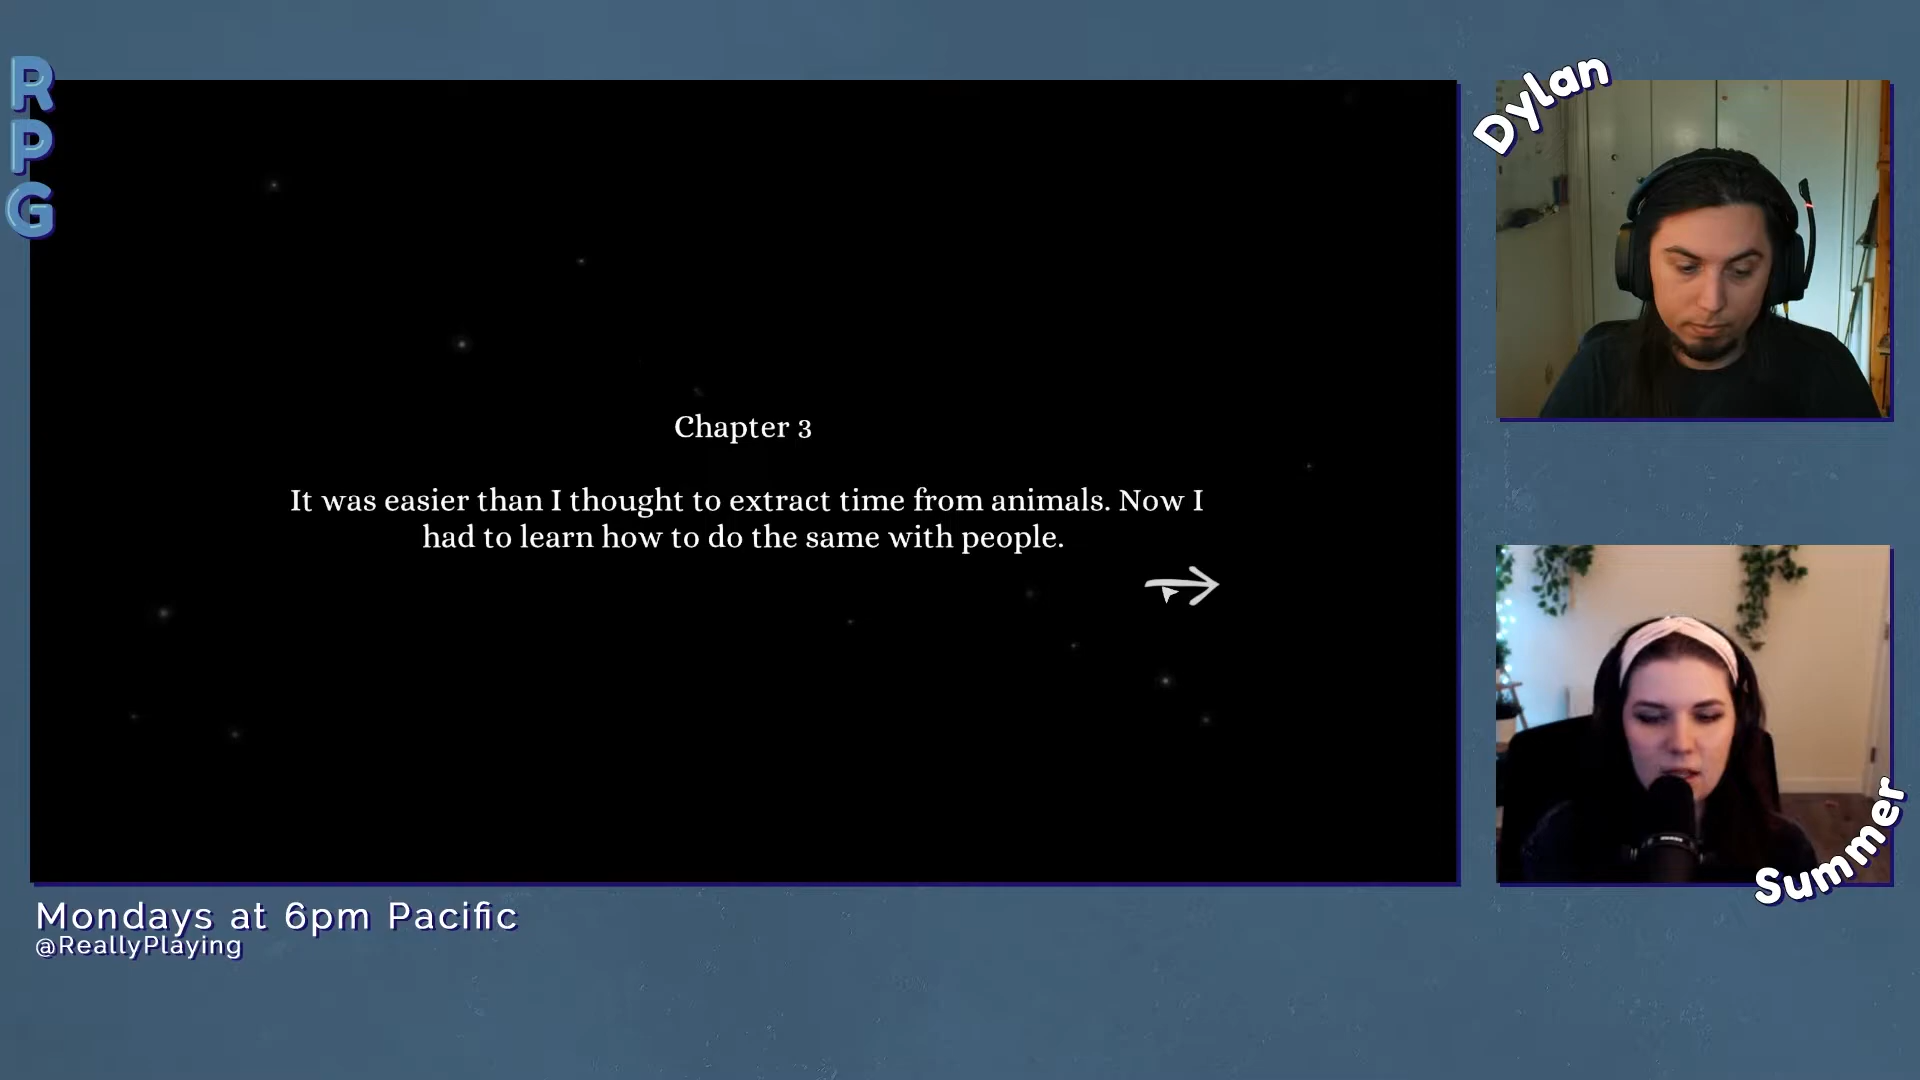 RPG
Dylan
Chapter 3
It was easier than I thought to extract time from animals. Now I
had to learn how to do the same with people.
Summer
Mondays at 6pm Pacific
@ReallyPlaying